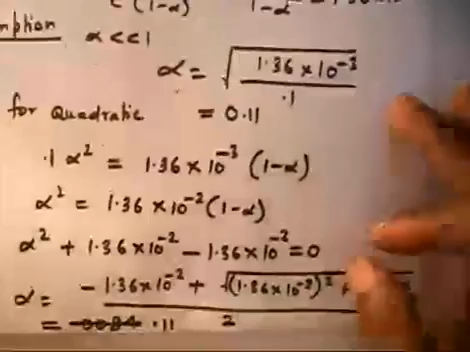 C (1-α) 1-α
mption α << 1
α = √ 1.36 × 10⁻³ / .1
for Quadratic = 0.11
.1 α² = 1.36 × 10⁻³ (1-α)
α² = 1.36 × 10⁻² (1-α)
α² + 1.36×10⁻² - 1.36×10⁻² = 0
α = - 1.36×10⁻² + √(1.36×10⁻²)² + / 2
= .11